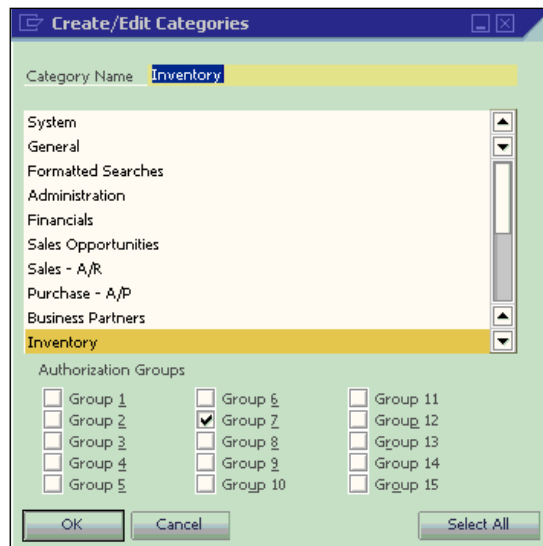 Create/Edit Categories
Category Name Inventory
System
General
Formatted Searches
Administration
Financials
Sales Opportunities
Sales - A/R
Purchase - A/P
Business Partners
Inventory
Authorization Groups
Group 1 Group 6 Group 11
Group 2 Group 7 Group 12
Group 3 Group 8 Group 13
Group 4 Group 9 Group 14
Group 5 Group 10 Group 15
OK Cancel Select All